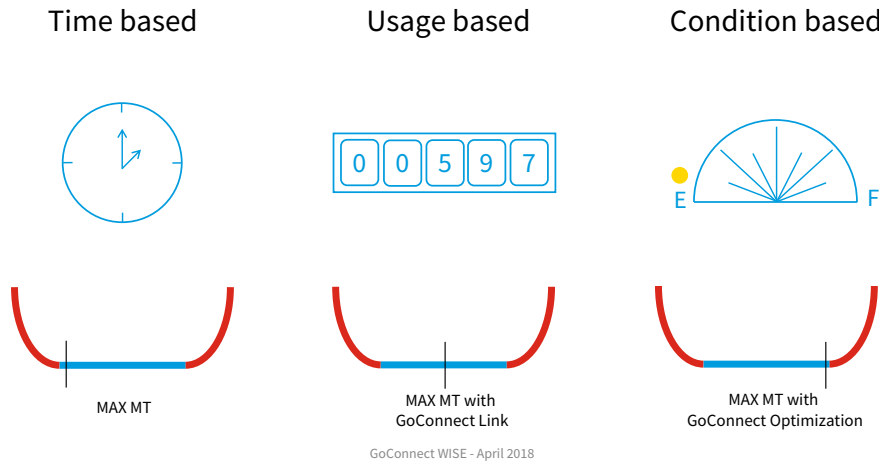 Time based
Usage based
Condition based
0 0 5 9 7
E
F
MAX MT
MAX MT with
GoConnect Link
MAX MT with
GoConnect Optimization
GoConnect WISE - April 2018